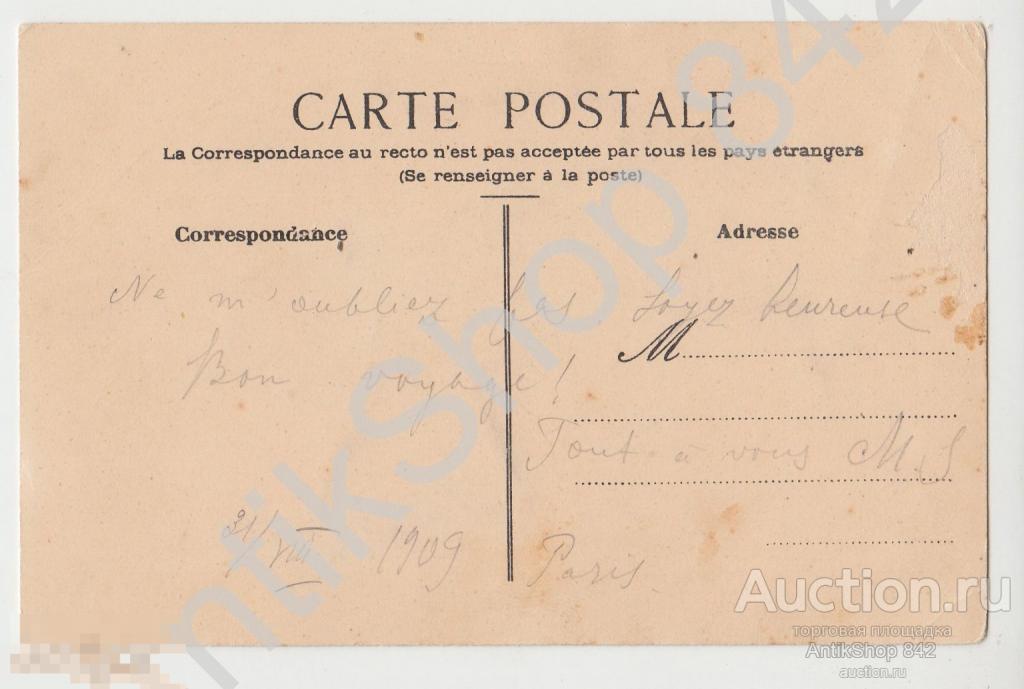 CARTE POSTALE
La Correspondance au recto n'est pas acceptée par tous les pays étrangers
(Se renseigner à la poste)
Correspondance
Adresse
Ne m'oubliez pas. Soyez heureuse
M
Bon voyage!
Tout à vous M. S
31/VIII 1909 Paris.
AntikShop 842
Auction.ru
торговая площадка
AntikShop 842
auction.ru